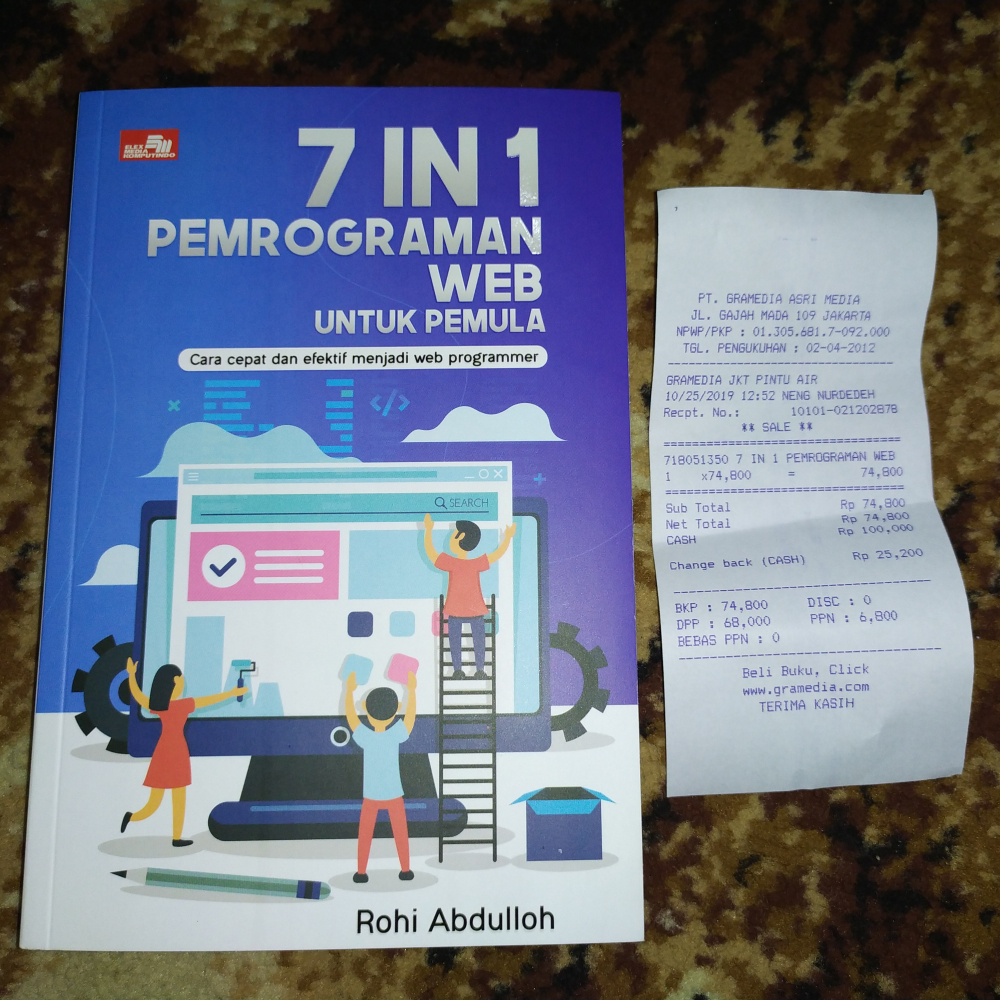 ELEX
MEDIA
KOMPUTINDO
7 IN 1
PEMROGRAMAN
WEB
UNTUK PEMULA
Cara cepat dan efektif menjadi web programmer
</>
SEARCH
Rohi Abdulloh
PT. GRAMEDIA ASRI MEDIA
JL. GAJAH MADA 109 JAKARTA
NPWP/PKP : 01.305.681.7-092.000
TGL. PENGUKUHAN : 02-04-2012
GRAMEDIA JKT PINTU AIR
10/25/2019 12:52 NENG NURDEDEH
Recpt. No.: 10101-021202878
** SALE **
718051350 7 IN 1 PEMROGRAMAN WEB
1 x74,800 = 74,800
Sub Total Rp 74,800
Net Total Rp 74,800
CASH Rp 100,000
Change back (CASH) Rp 25,200
BKP : 74,800 DISC : 0
DPP : 68,000 PPN : 6,800
BEBAS PPN : 0
Beli Buku, Click
www.gramedia.com
TERIMA KASIH